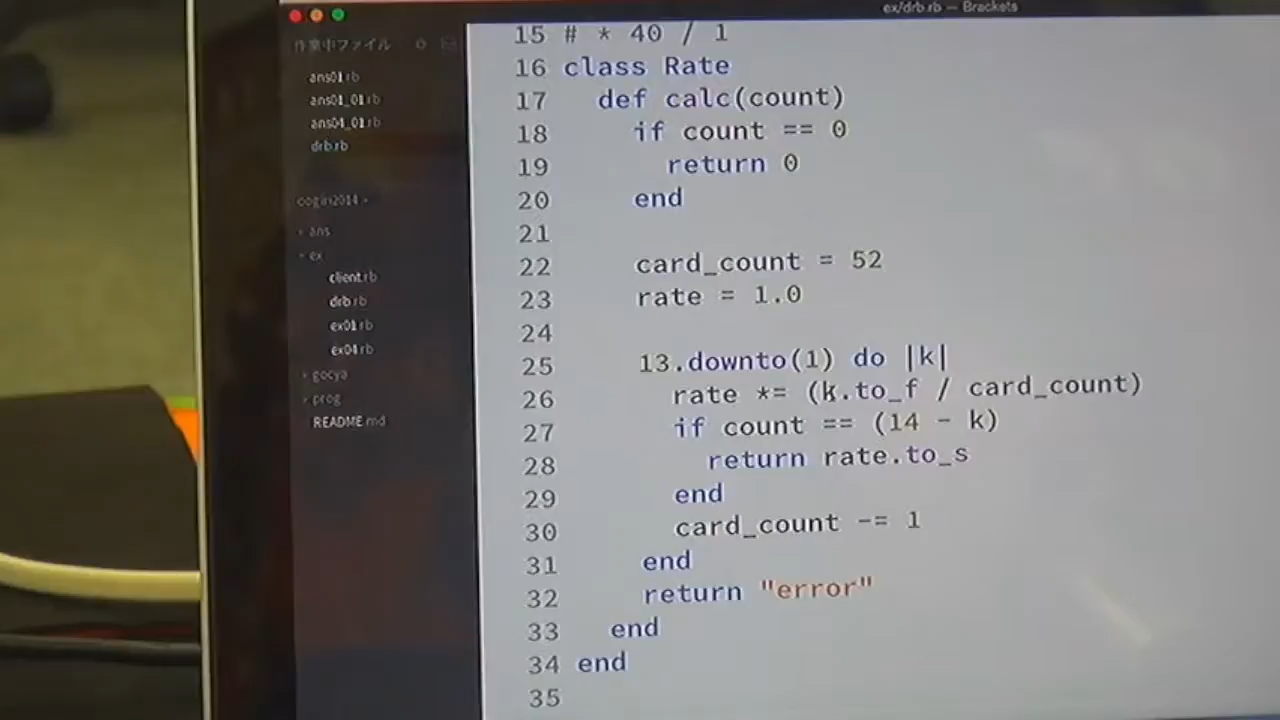 ex/drb.rb — Brackets
作業中ファイル
ans01.rb
ans01_01.rb
ans04_01.rb
drb.rb
ans
ex
client.rb
drb.rb
ex01.rb
ex04.rb
gocya
prog
README.md
15 # * 40 / 1
16 class Rate
17 def calc(count)
18 if count == 0
19 return 0
20 end
21
22 card_count = 52
23 rate = 1.0
24
25 13.downto(1) do |k|
26 rate *= (k.to_f / card_count)
27 if count == (14 - k)
28 return rate.to_s
29 end
30 card_count -= 1
31 end
32 return "error"
33 end
34 end
35